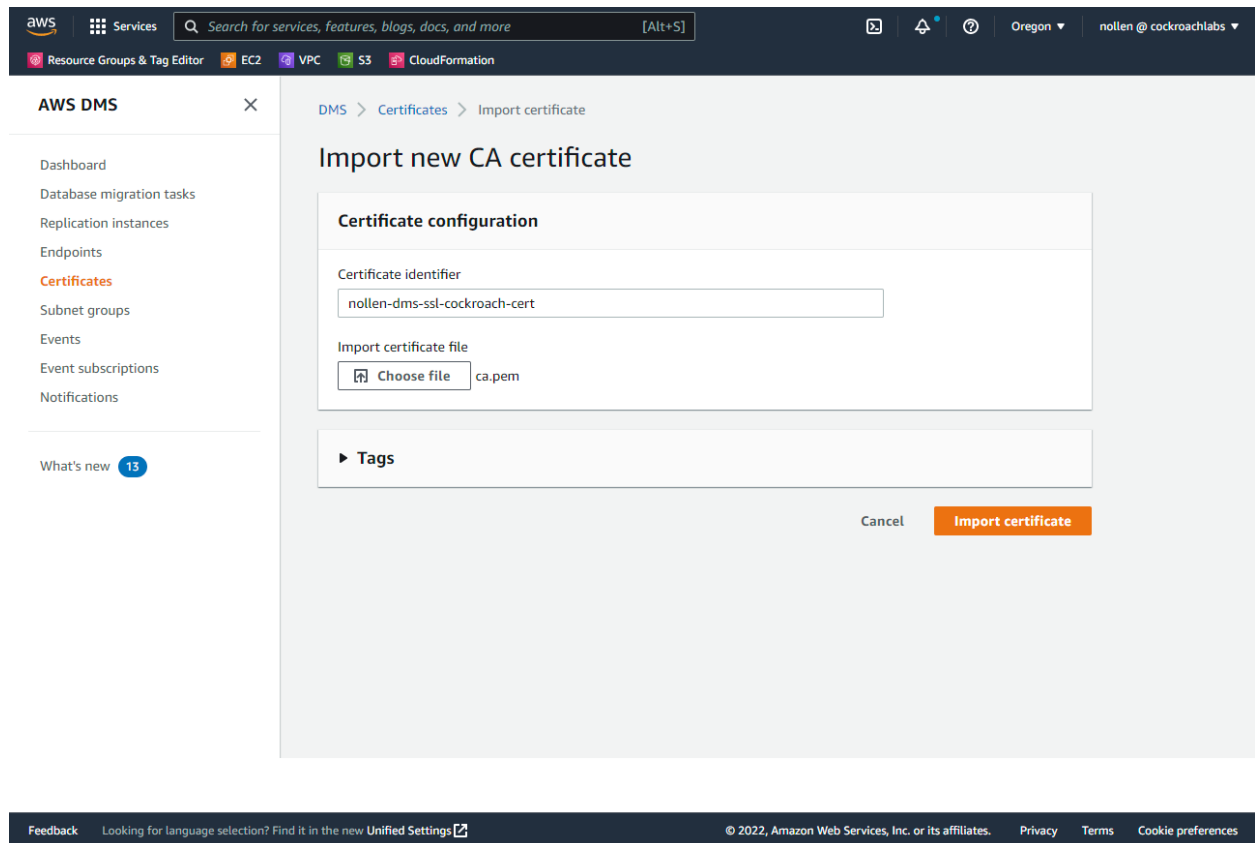 aws Services Search for services, features, blogs, docs, and more [Alt+S] Oregon ▼ nollen @ cockroachlabs ▼
Resource Groups & Tag Editor EC2 VPC S3 CloudFormation
AWS DMS
Dashboard
Database migration tasks
Replication instances
Endpoints
Certificates
Subnet groups
Events
Event subscriptions
Notifications
What's new 13
DMS > Certificates > Import certificate
Import new CA certificate
Certificate configuration
Certificate identifier
nollen-dms-ssl-cockroach-cert
Import certificate file
Choose file ca.pem
Tags
Cancel Import certificate
Feedback Looking for language selection? Find it in the new Unified Settings © 2022, Amazon Web Services, Inc. or its affiliates. Privacy Terms Cookie preferences